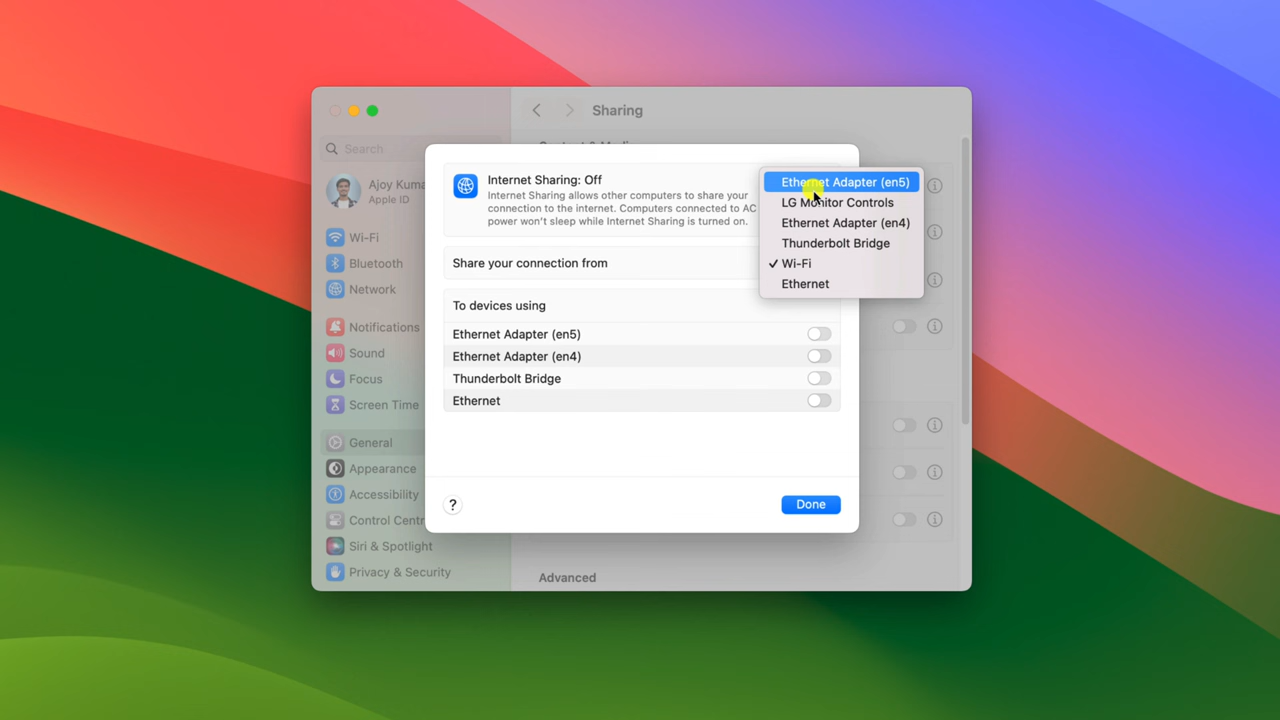 Sharing
Search
Ajoy Kuma
Apple ID
Wi-Fi
Bluetooth
Network
Notifications
Sound
Focus
Screen Time
General
Appearance
Accessibility
Control Centr
Siri & Spotlight
Privacy & Security
Internet Sharing: Off
Internet Sharing allows other computers to share your
connection to the internet. Computers connected to AC
power won't sleep while Internet Sharing is turned on.
Share your connection from
Ethernet Adapter (en5)
LG Monitor Controls
Ethernet Adapter (en4)
Thunderbolt Bridge
✓ Wi-Fi
Ethernet
To devices using
Ethernet Adapter (en5)
Ethernet Adapter (en4)
Thunderbolt Bridge
Ethernet
?
Done
Advanced